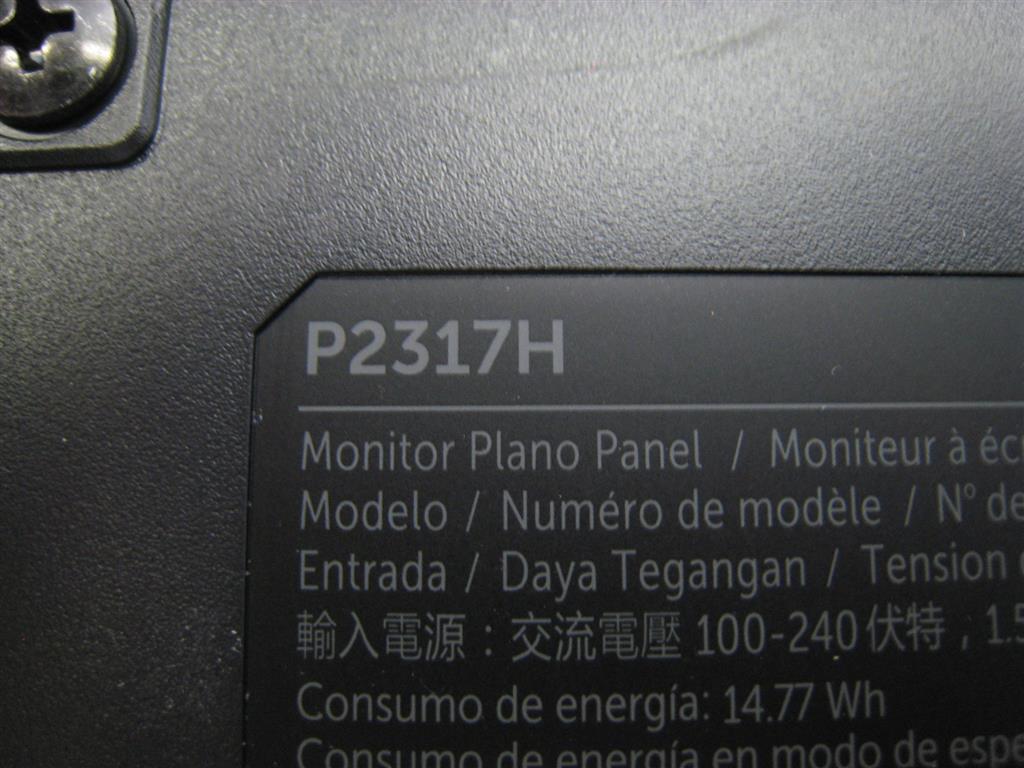 P2317H
Monitor Plano Panel / Moniteur à éc
Modelo / Numéro de modèle / N° de
Entrada / Daya Tegangan / Tension
輸入電源：交流電壓 100-240 伏特，1.5
Consumo de energía: 14.77 Wh
Consumo de energía en modo de espe